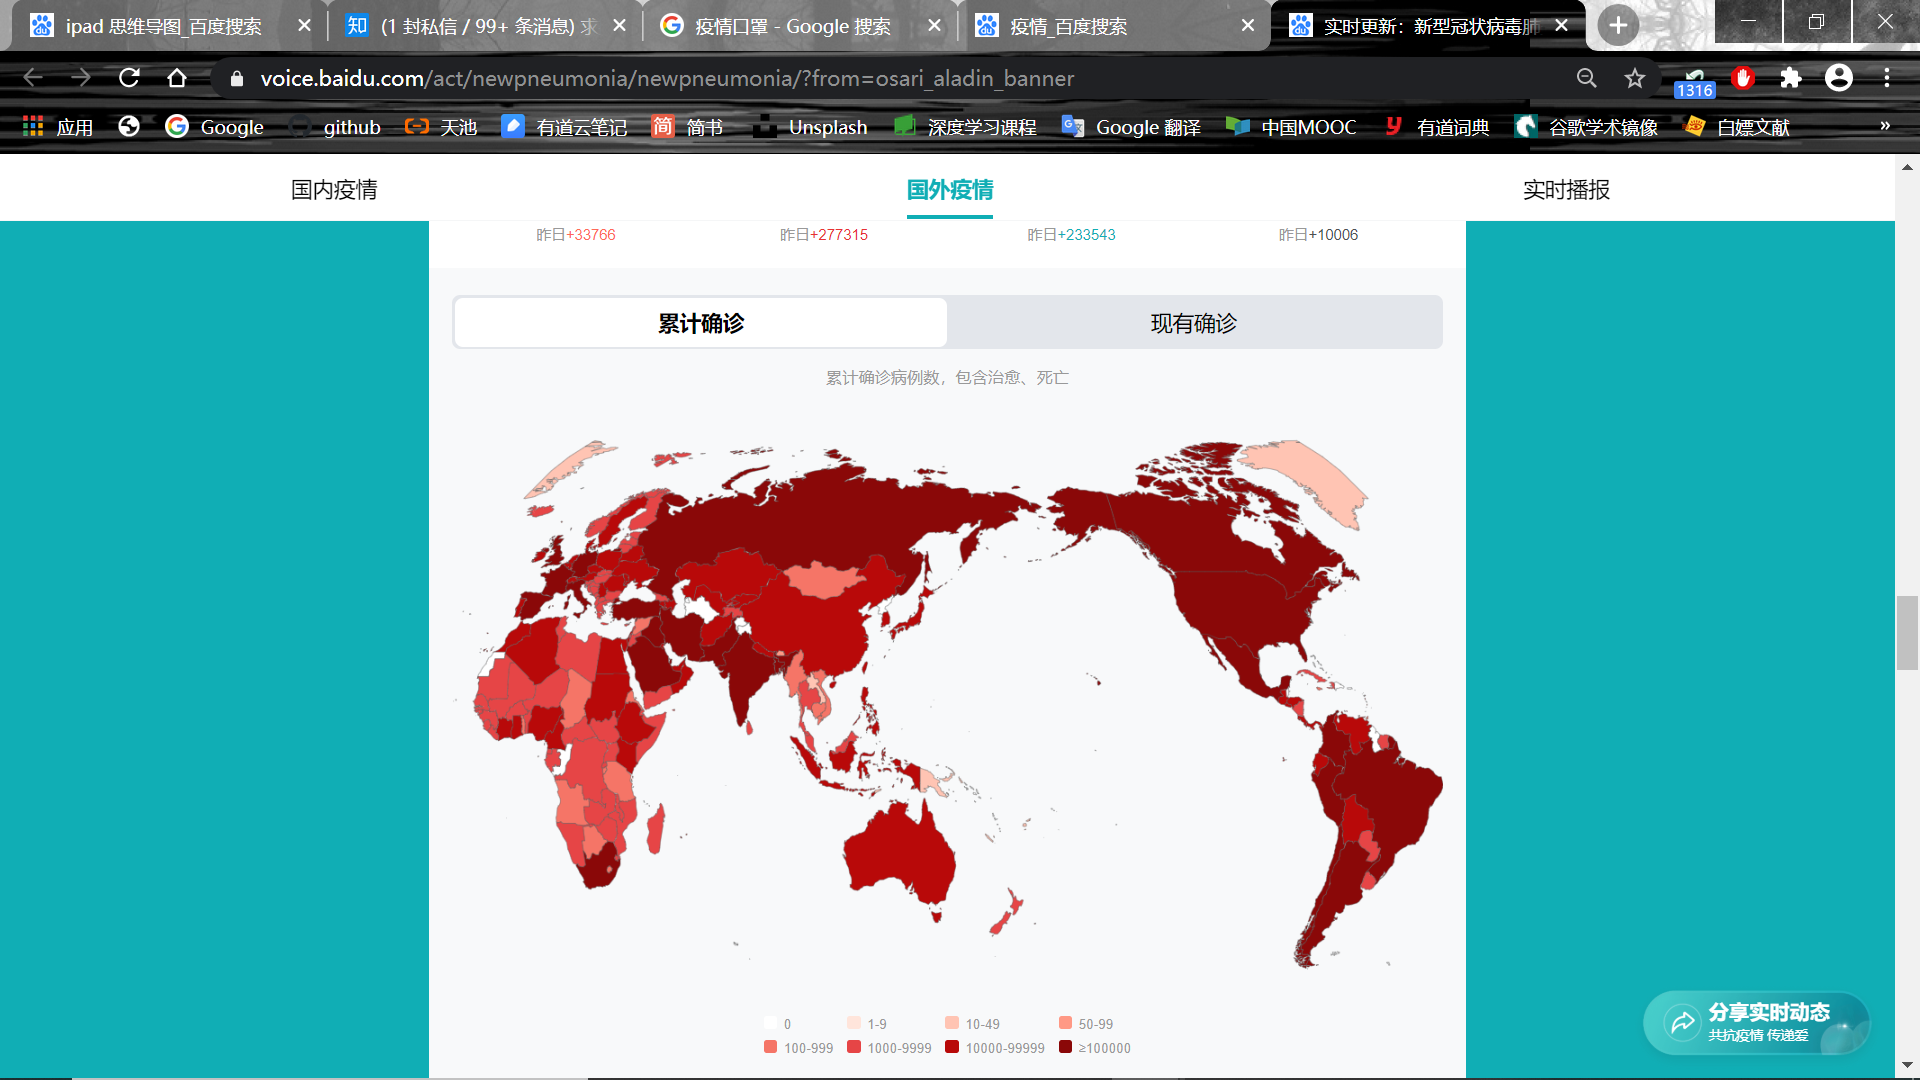 ipad 思维导图_百度搜索
(1 封私信 / 99+ 条消息) 求
疫情口罩 - Google 搜索
疫情_百度搜索
实时更新：新型冠状病毒肺
voice.baidu.com/act/newpneumonia/newpneumonia/?from=osari_aladin_banner
1316
应用
Google
github
天池
有道云笔记
简书
Unsplash
深度学习课程
Google 翻译
中国MOOC
有道词典
谷歌学术镜像
白嫖文献
»
国内疫情
国外疫情
实时播报
昨日+33766
昨日+277315
昨日+233543
昨日+10006
累计确诊
现有确诊
累计确诊病例数，包含治愈、死亡
0
1-9
10-49
50-99
100-999
1000-9999
10000-99999
≥100000
分享实时动态
共抗疫情 传递爱